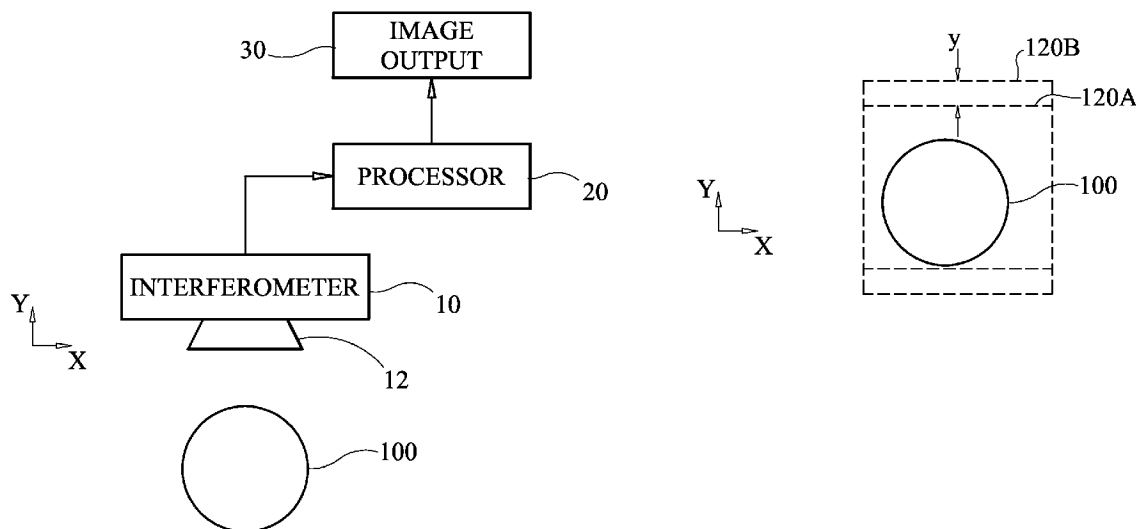 30
IMAGE
OUTPUT
PROCESSOR
20
INTERFEROMETER
10
Y
X
12
100
y
120B
120A
100
Y
X